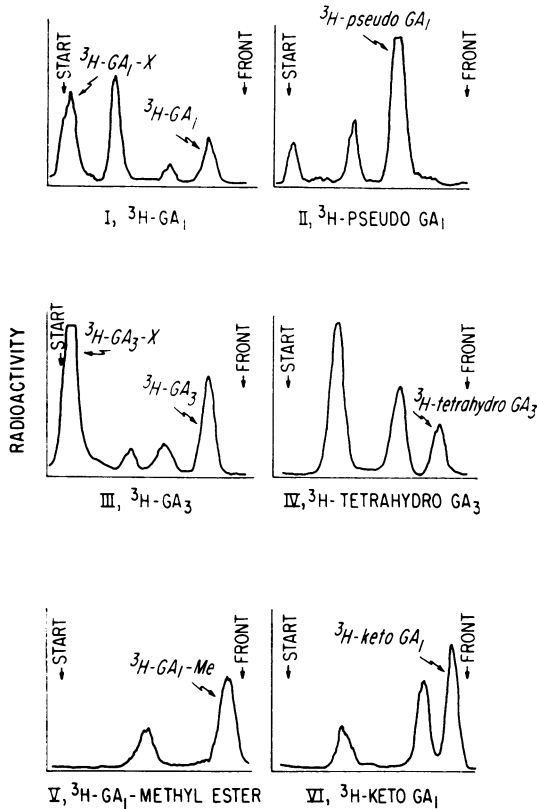 START
³H-GA₁-X
³H-GA₁
FRONT
I, ³H-GA₁
START
³H-pseudo GA₁
FRONT
II, ³H-PSEUDO GA₁
RADIOACTIVITY
START
³H-GA₃-X
³H-GA₃
FRONT
III, ³H-GA₃
START
FRONT
³H-tetrahydro GA₃
IV, ³H-TETRAHYDRO GA₃
START
³H-GA₁-Me
FRONT
V, ³H-GA₁-METHYL ESTER
START
³H-keto GA₁
FRONT
VI, ³H-KETO GA₁